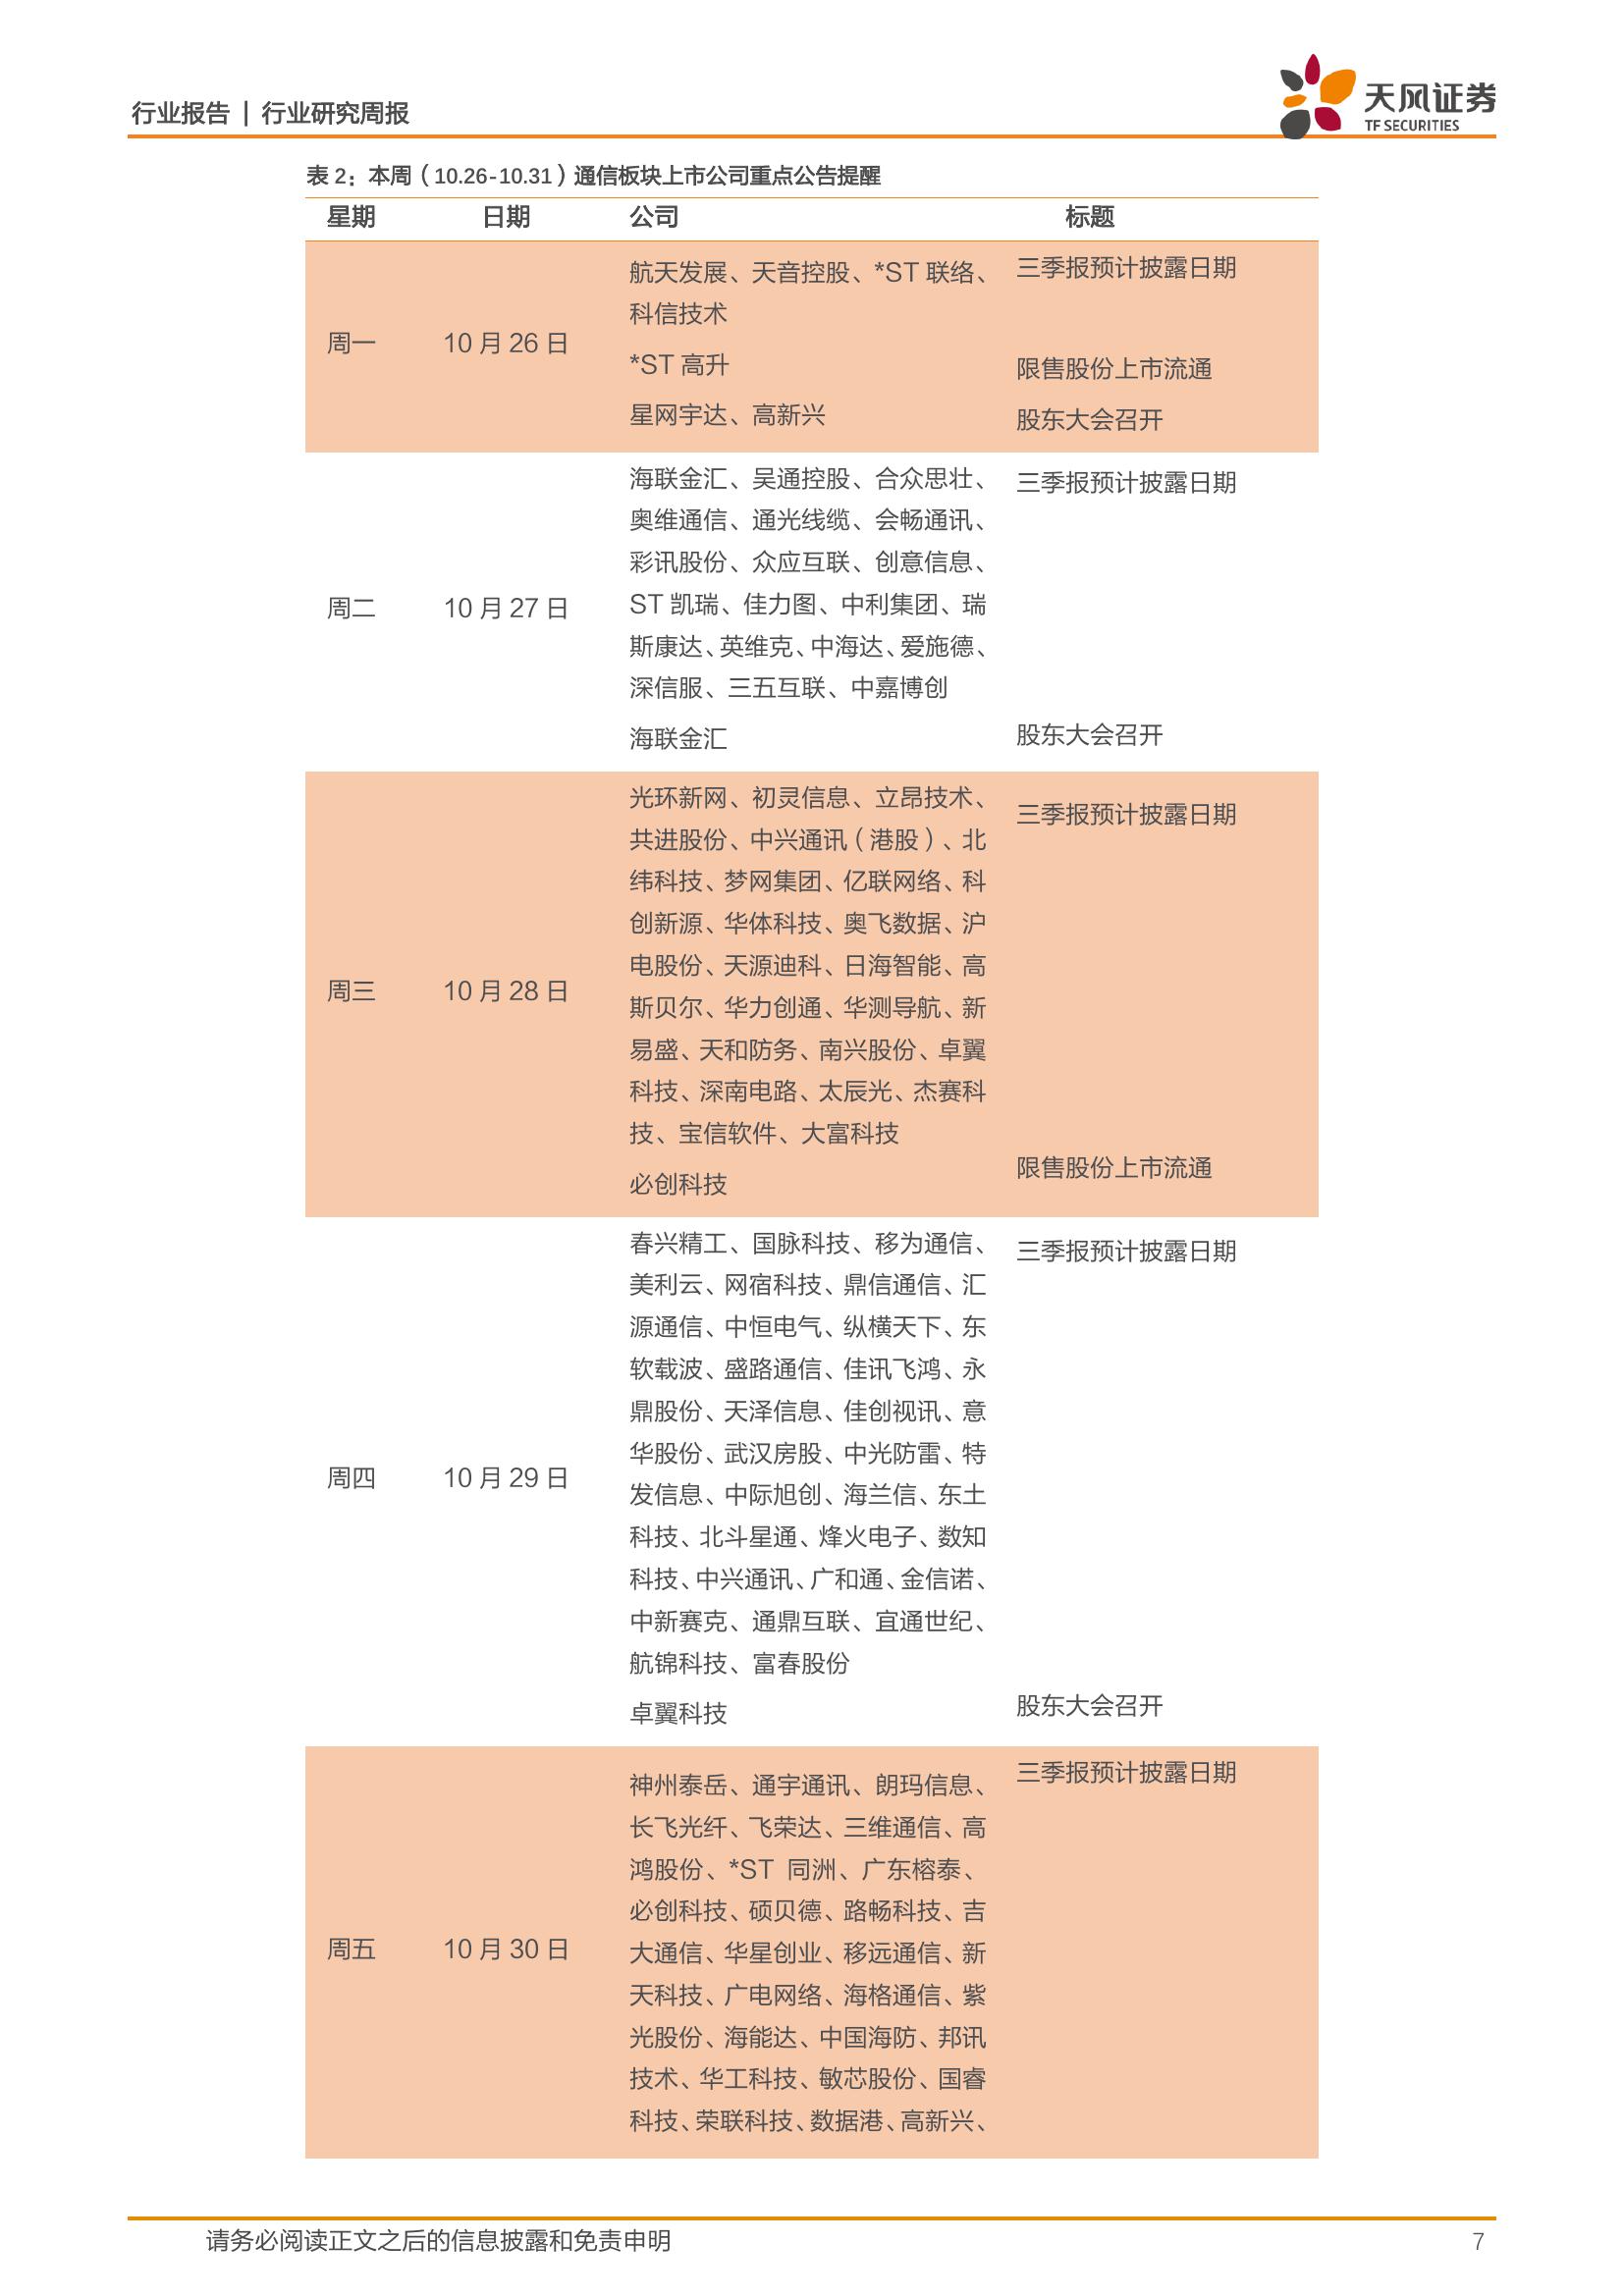 行业报告 | 行业研究周报
天风证券
TF SECURITIES
表 2：本周（10.26-10.31）通信板块上市公司重点公告提醒
星期 日期 公司 标题
周一 10 月 26 日
航天发展、天音控股、*ST 联络、
科信技术
三季报预计披露日期
*ST 高升 限售股份上市流通
星网宇达、高新兴 股东大会召开
周二 10 月 27 日
海联金汇、吴通控股、合众思壮、
奥维通信、通光线缆、会畅通讯、
彩讯股份、众应互联、创意信息、
ST 凯瑞、佳力图、中利集团、瑞
斯康达、英维克、中海达、爱施德、
深信服、三五互联、中嘉博创
三季报预计披露日期
海联金汇 股东大会召开
周三 10 月 28 日
光环新网、初灵信息、立昂技术、
共进股份、中兴通讯（港股）、北
纬科技、梦网集团、亿联网络、科
创新源、华体科技、奥飞数据、沪
电股份、天源迪科、日海智能、高
斯贝尔、华力创通、华测导航、新
易盛、天和防务、南兴股份、卓翼
科技、深南电路、太辰光、杰赛科
技、宝信软件、大富科技
三季报预计披露日期
必创科技 限售股份上市流通
周四 10 月 29 日
春兴精工、国脉科技、移为通信、
美利云、网宿科技、鼎信通信、汇
源通信、中恒电气、纵横天下、东
软载波、盛路通信、佳讯飞鸿、永
鼎股份、天泽信息、佳创视讯、意
华股份、武汉房股、中光防雷、特
发信息、中际旭创、海兰信、东土
科技、北斗星通、烽火电子、数知
科技、中兴通讯、广和通、金信诺、
中新赛克、通鼎互联、宜通世纪、
航锦科技、富春股份
三季报预计披露日期
卓翼科技 股东大会召开
周五 10 月 30 日
神州泰岳、通宇通讯、朗玛信息、
长飞光纤、飞荣达、三维通信、高
鸿股份、*ST 同洲、广东榕泰、
必创科技、硕贝德、路畅科技、吉
大通信、华星创业、移远通信、新
天科技、广电网络、海格通信、紫
光股份、海能达、中国海防、邦讯
技术、华工科技、敏芯股份、国睿
科技、荣联科技、数据港、高新兴、
三季报预计披露日期
请务必阅读正文之后的信息披露和免责申明 7